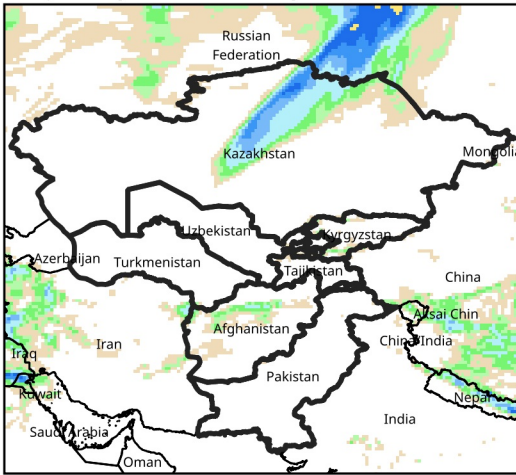 Russian
Federation
Kazakhstan
Mongolia
Uzbekistan
Kyrgyzstan
Azerbaijan
Turkmenistan
Tajikistan
China
Aksai Chin
Afghanistan
Iran
China/India
Iraq
Pakistan
Kuwait
Nepal
India
Saudi Arabia
Oman